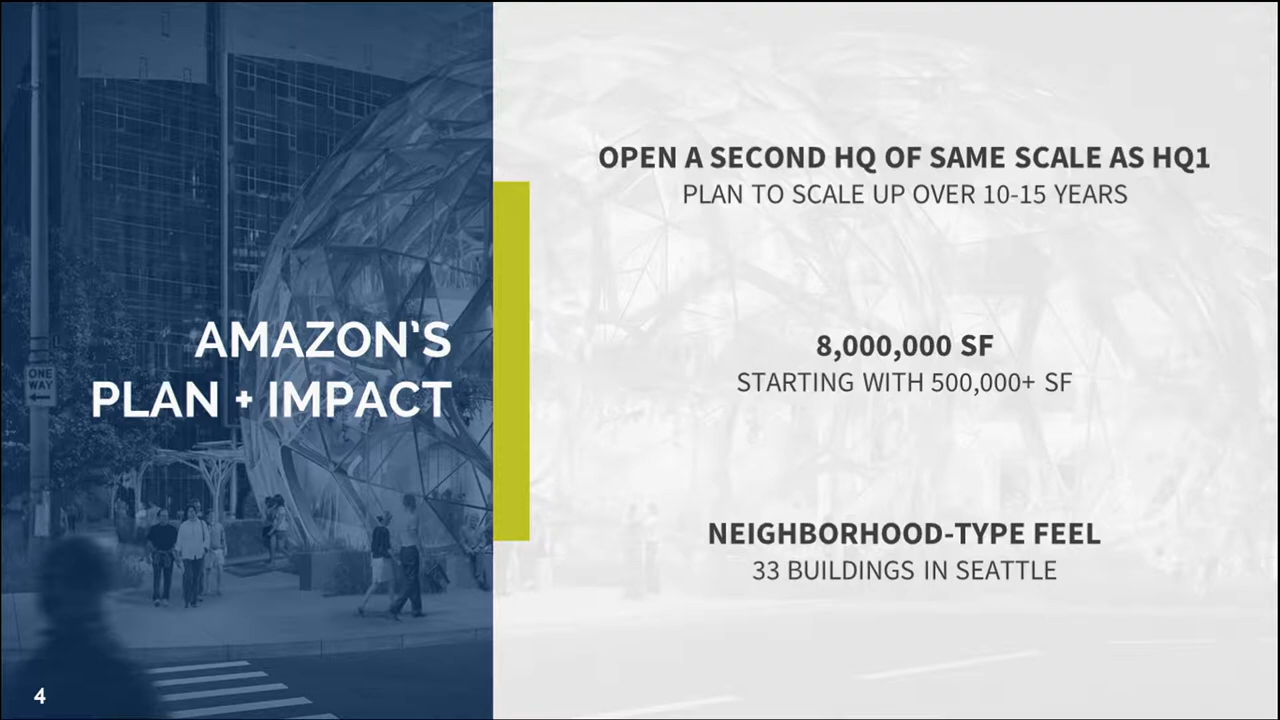 AMAZON'S
PLAN + IMPACT
OPEN A SECOND HQ OF SAME SCALE AS HQ1
PLAN TO SCALE UP OVER 10-15 YEARS
8,000,000 SF
STARTING WITH 500,000+ SF
NEIGHBORHOOD-TYPE FEEL
33 BUILDINGS IN SEATTLE
ONE
WAY
4